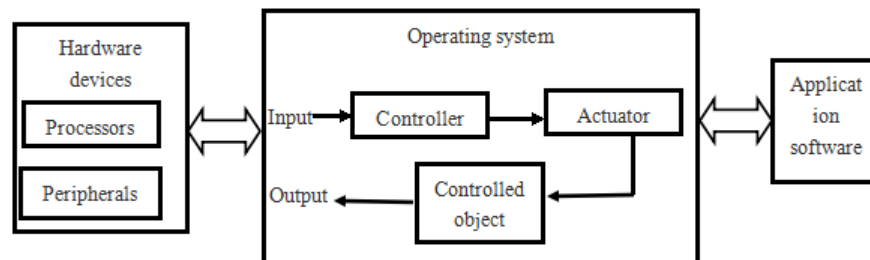 Hardware
devices
Processors
Peripherals
Operating system
Input
Controller
Actuator
Output
Controlled
object
Applicat
ion
software